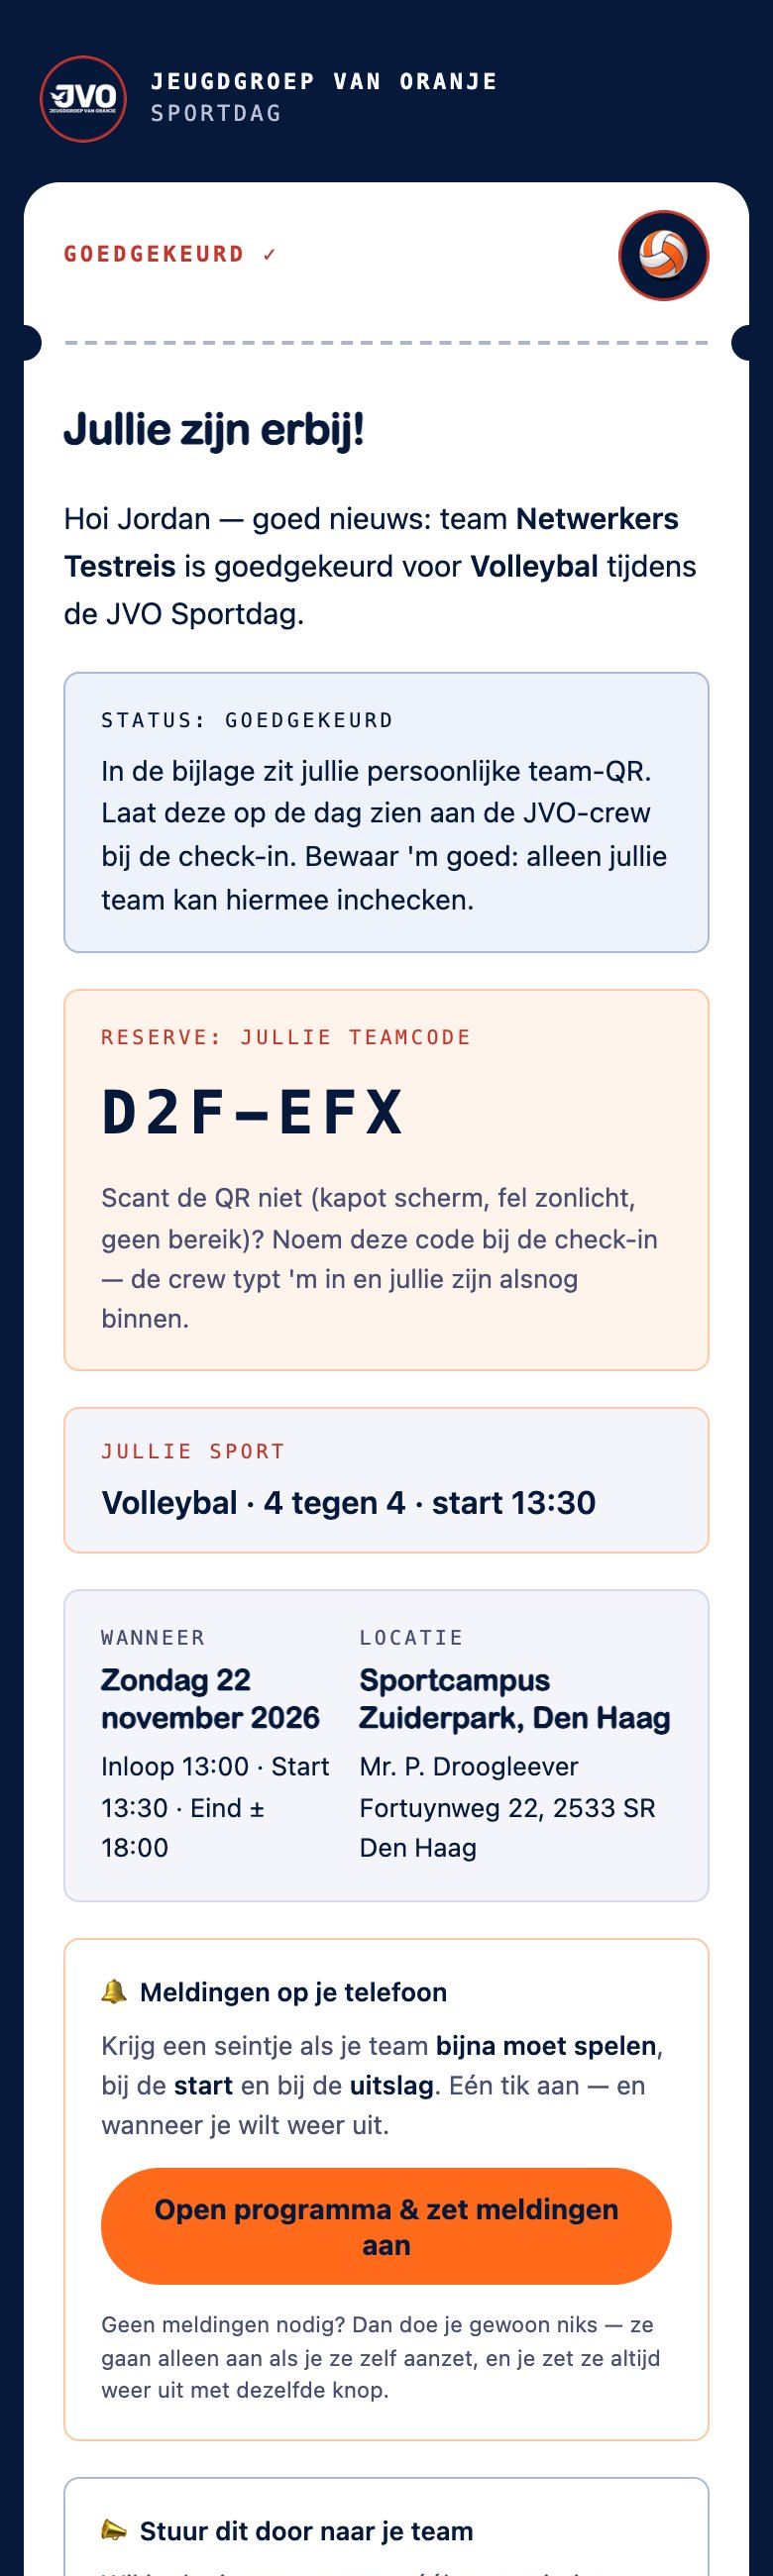 JVO
JEUGDGROEP VAN ORANJE
JEUGDGROEP VAN ORANJE
SPORTDAG
GOEDGEKEURD ✓
Jullie zijn erbij!
Hoi Jordan — goed nieuws: team Netwerkers
Testreis is goedgekeurd voor Volleybal tijdens
de JVO Sportdag.
STATUS: GOEDGEKEURD
In de bijlage zit jullie persoonlijke team-QR.
Laat deze op de dag zien aan de JVO-crew
bij de check-in. Bewaar 'm goed: alleen jullie
team kan hiermee inchecken.
RESERVE: JULLIE TEAMCODE
D2F–EFX
Scant de QR niet (kapot scherm, fel zonlicht,
geen bereik)? Noem deze code bij de check-in
— de crew typt 'm in en jullie zijn alsnog
binnen.
JULLIE SPORT
Volleybal · 4 tegen 4 · start 13:30
WANNEER
Zondag 22
november 2026
Inloop 13:00 · Start
13:30 · Eind ±
18:00
LOCATIE
Sportcampus
Zuiderpark, Den Haag
Mr. P. Droogleever
Fortuynweg 22, 2533 SR
Den Haag
🔔 Meldingen op je telefoon
Krijg een seintje als je team bijna moet spelen,
bij de start en bij de uitslag. Eén tik aan — en
wanneer je wilt weer uit.
Open programma & zet meldingen
aan
Geen meldingen nodig? Dan doe je gewoon niks — ze
gaan alleen aan als je ze zelf aanzet, en je zet ze altijd
weer uit met dezelfde knop.
📣 Stuur dit door naar je team